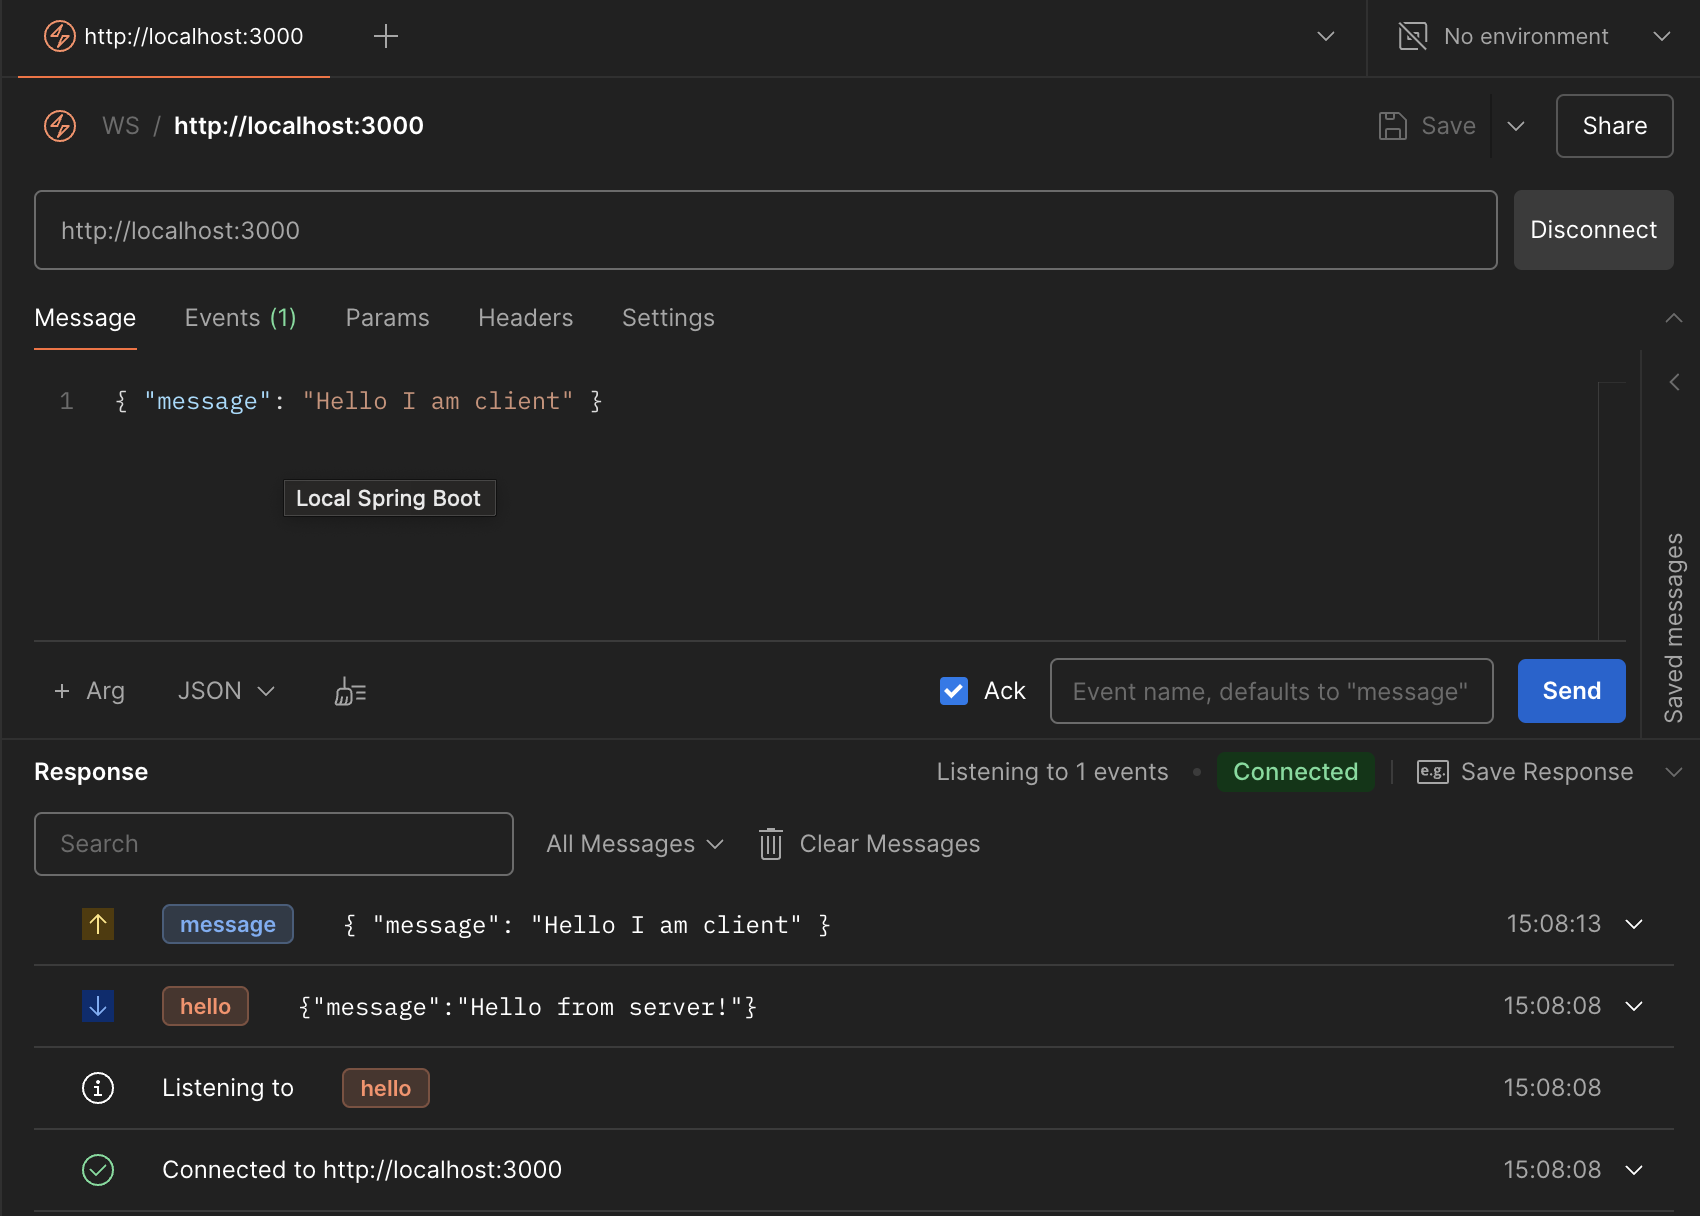 http://localhost:3000 No environment
WS / http://localhost:3000 Save Share
http://localhost:3000 Disconnect
Message Events (1) Params Headers Settings
1 { "message": "Hello I am client" }
Local Spring Boot
Saved messages
+ Arg JSON Ack Event name, defaults to "message" Send
Response Listening to 1 events Connected e.g. Save Response
Search All Messages Clear Messages
message { "message": "Hello I am client" } 15:08:13
hello {"message":"Hello from server!"} 15:08:08
Listening to hello 15:08:08
Connected to http://localhost:3000 15:08:08